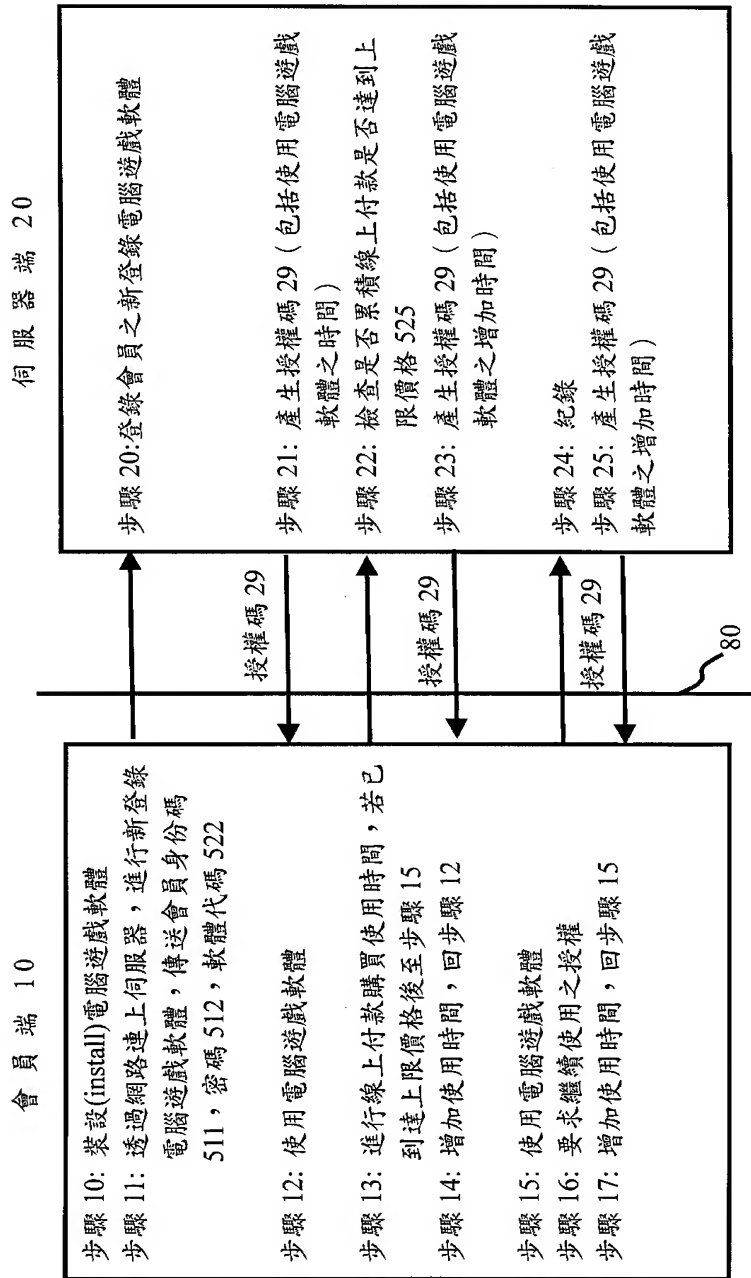 會員端 10
步驟 10: 裝設(install)電腦遊戲軟體
步驟 11: 透過網路連上伺服器，進行新登錄
電腦遊戲軟體，傳送會員身份碼
511，密碼 512，軟體代碼 522
步驟 12: 使用電腦遊戲軟體
步驟 13: 進行線上付款購買使用時間，若已
到達上限價格後至步驟 15
步驟 14: 增加使用時間，回步驟 12
步驟 15: 使用電腦遊戲軟體
步驟 16: 要求繼續使用之授權
步驟 17: 增加使用時間，回步驟 15
授權碼 29
授權碼 29
授權碼 29
80
伺服器端 20
步驟 20:登錄會員之新登錄電腦遊戲軟體
步驟 21: 產生授權碼 29（包括使用電腦遊戲
軟體之時間）
步驟 22: 檢查是否累積線上付款是否達到上
限價格 525
步驟 23: 產生授權碼 29（包括使用電腦遊戲
軟體之增加時間）
步驟 24: 紀錄
步驟 25: 產生授權碼 29（包括使用電腦遊戲
軟體之增加時間）